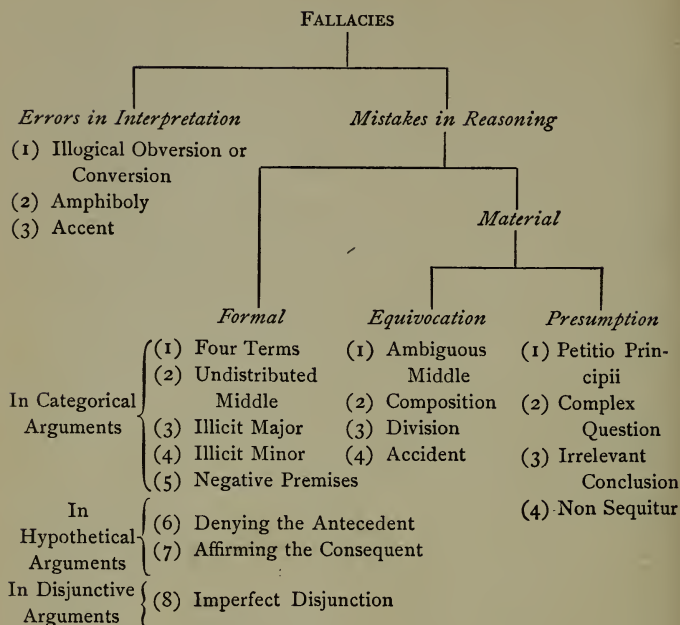 FALLACIES
Errors in Interpretation
(1) Illogical Obversion or
Conversion
(2) Amphiboly
(3) Accent
Mistakes in Reasoning
Material
Formal
In Categorical
Arguments
(1) Four Terms
(2) Undistributed
Middle
(3) Illicit Major
(4) Illicit Minor
(5) Negative Premises
In
Hypothetical
Arguments
(6) Denying the Antecedent
(7) Affirming the Consequent
In Disjunctive
Arguments
(8) Imperfect Disjunction
Equivocation
(1) Ambiguous
Middle
(2) Composition
(3) Division
(4) Accident
Presumption
(1) Petitio Prin-
cipii
(2) Complex
Question
(3) Irrelevant
Conclusion
(4) Non Sequitur